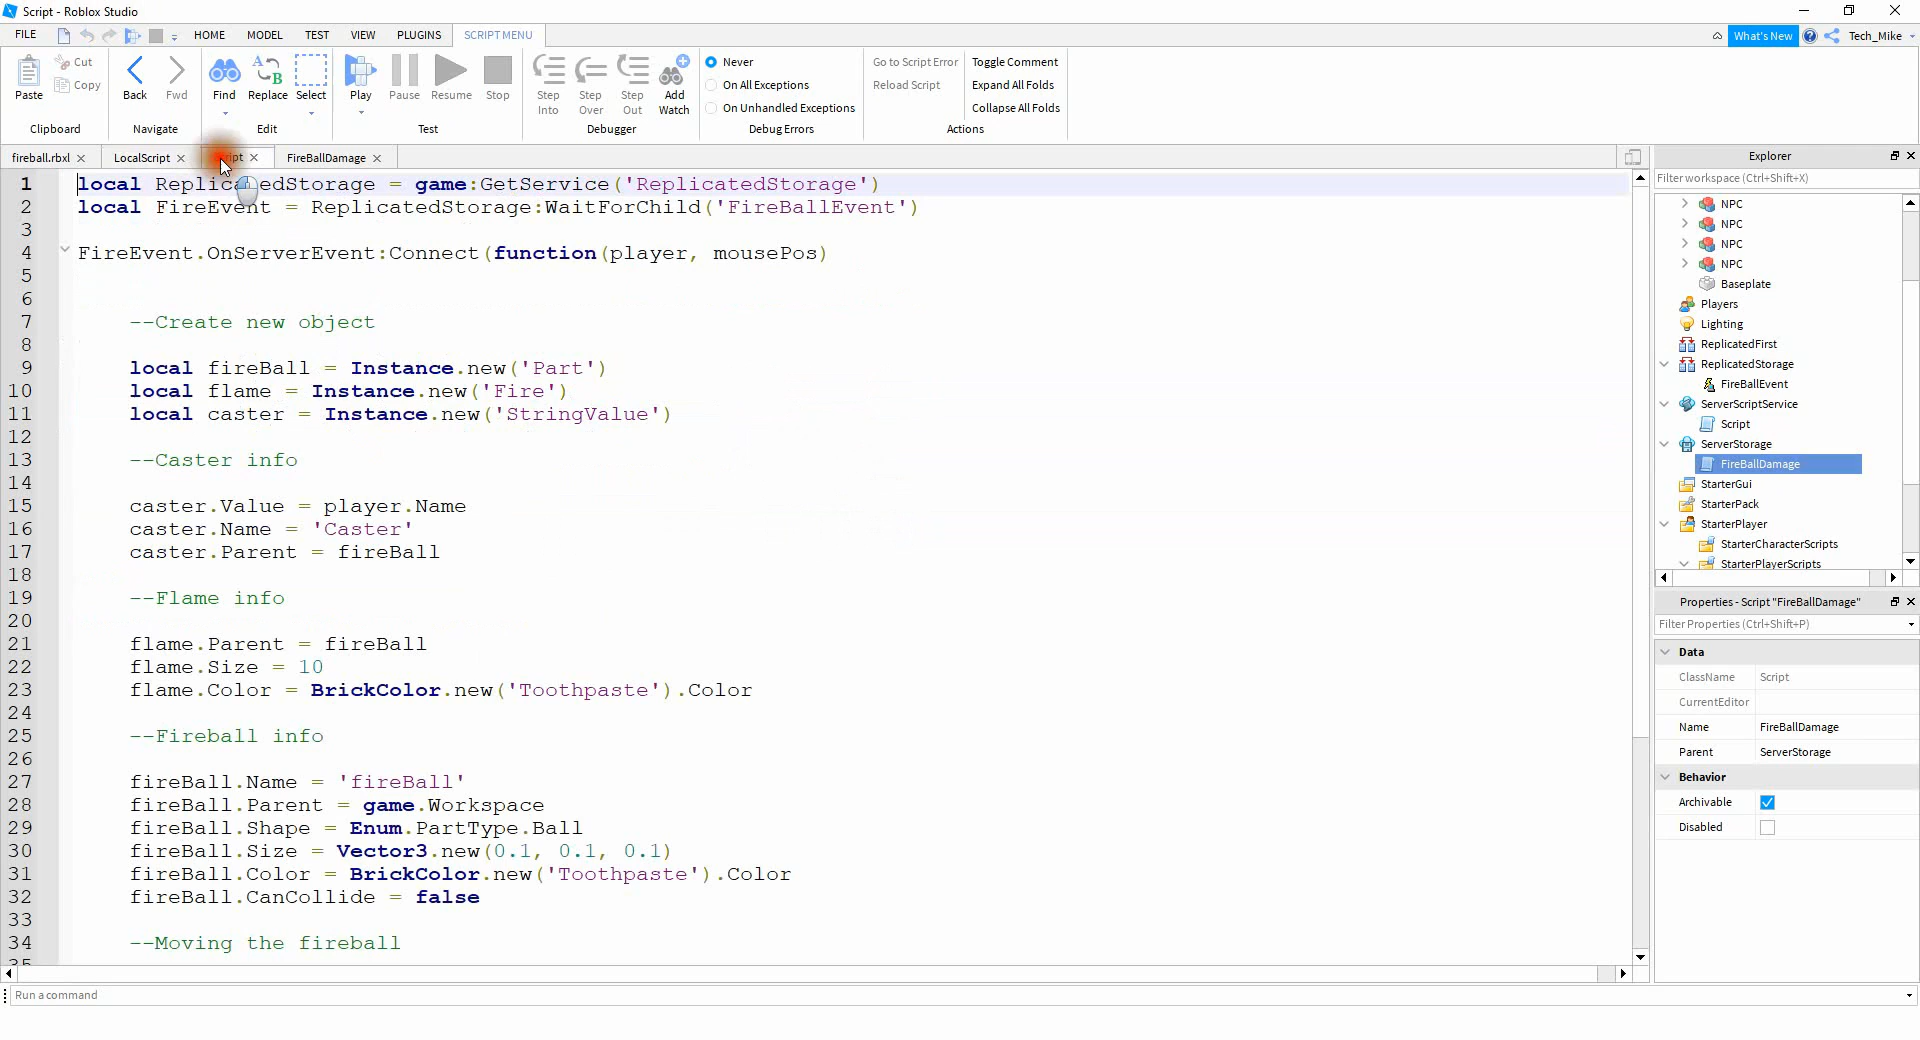 Script - Roblox Studio
FILE HOME MODEL TEST VIEW PLUGINS SCRIPT MENU What's New Tech_Mike
Paste Cut Copy Back Fwd Find Replace Select Play Pause Resume Stop Step Into Step Over Step Out Add Watch
Never Go to Script Error Toggle Comment
On All Exceptions Reload Script Expand All Folds
On Unhandled Exceptions Collapse All Folds
Clipboard Navigate Edit Test Debugger Debug Errors Actions
fireball.rbxl LocalScript FireBallDamage
1 local ReplicatedStorage = game:GetService('ReplicatedStorage')
2 local FireEvent = ReplicatedStorage:WaitForChild('FireBallEvent')
3
4 FireEvent.OnServerEvent:Connect(function(player, mousePos)
5
6
7 --Create new object
8
9 local fireBall = Instance.new('Part')
10 local flame = Instance.new('Fire')
11 local caster = Instance.new('StringValue')
12
13 --Caster info
14
15 caster.Value = player.Name
16 caster.Name = 'Caster'
17 caster.Parent = fireBall
18
19 --Flame info
20
21 flame.Parent = fireBall
22 flame.Size = 10
23 flame.Color = BrickColor.new('Toothpaste').Color
24
25 --Fireball info
26
27 fireBall.Name = 'fireBall'
28 fireBall.Parent = game.Workspace
29 fireBall.Shape = Enum.PartType.Ball
30 fireBall.Size = Vector3.new(0.1, 0.1, 0.1)
31 fireBall.Color = BrickColor.new('Toothpaste').Color
32 fireBall.CanCollide = false
33
34 --Moving the fireball
35
Run a command
Explorer
Filter workspace (Ctrl+Shift+X)
NPC
NPC
NPC
NPC
Baseplate
Players
Lighting
ReplicatedFirst
ReplicatedStorage
FireBallEvent
ServerScriptService
Script
ServerStorage
FireBallDamage
StarterGui
StarterPack
StarterPlayer
StarterCharacterScripts
StarterPlayerScripts
Properties - Script "FireBallDamage"
Filter Properties (Ctrl+Shift+P)
Data
ClassName Script
CurrentEditor
Name FireBallDamage
Parent ServerStorage
Behavior
Archivable
Disabled